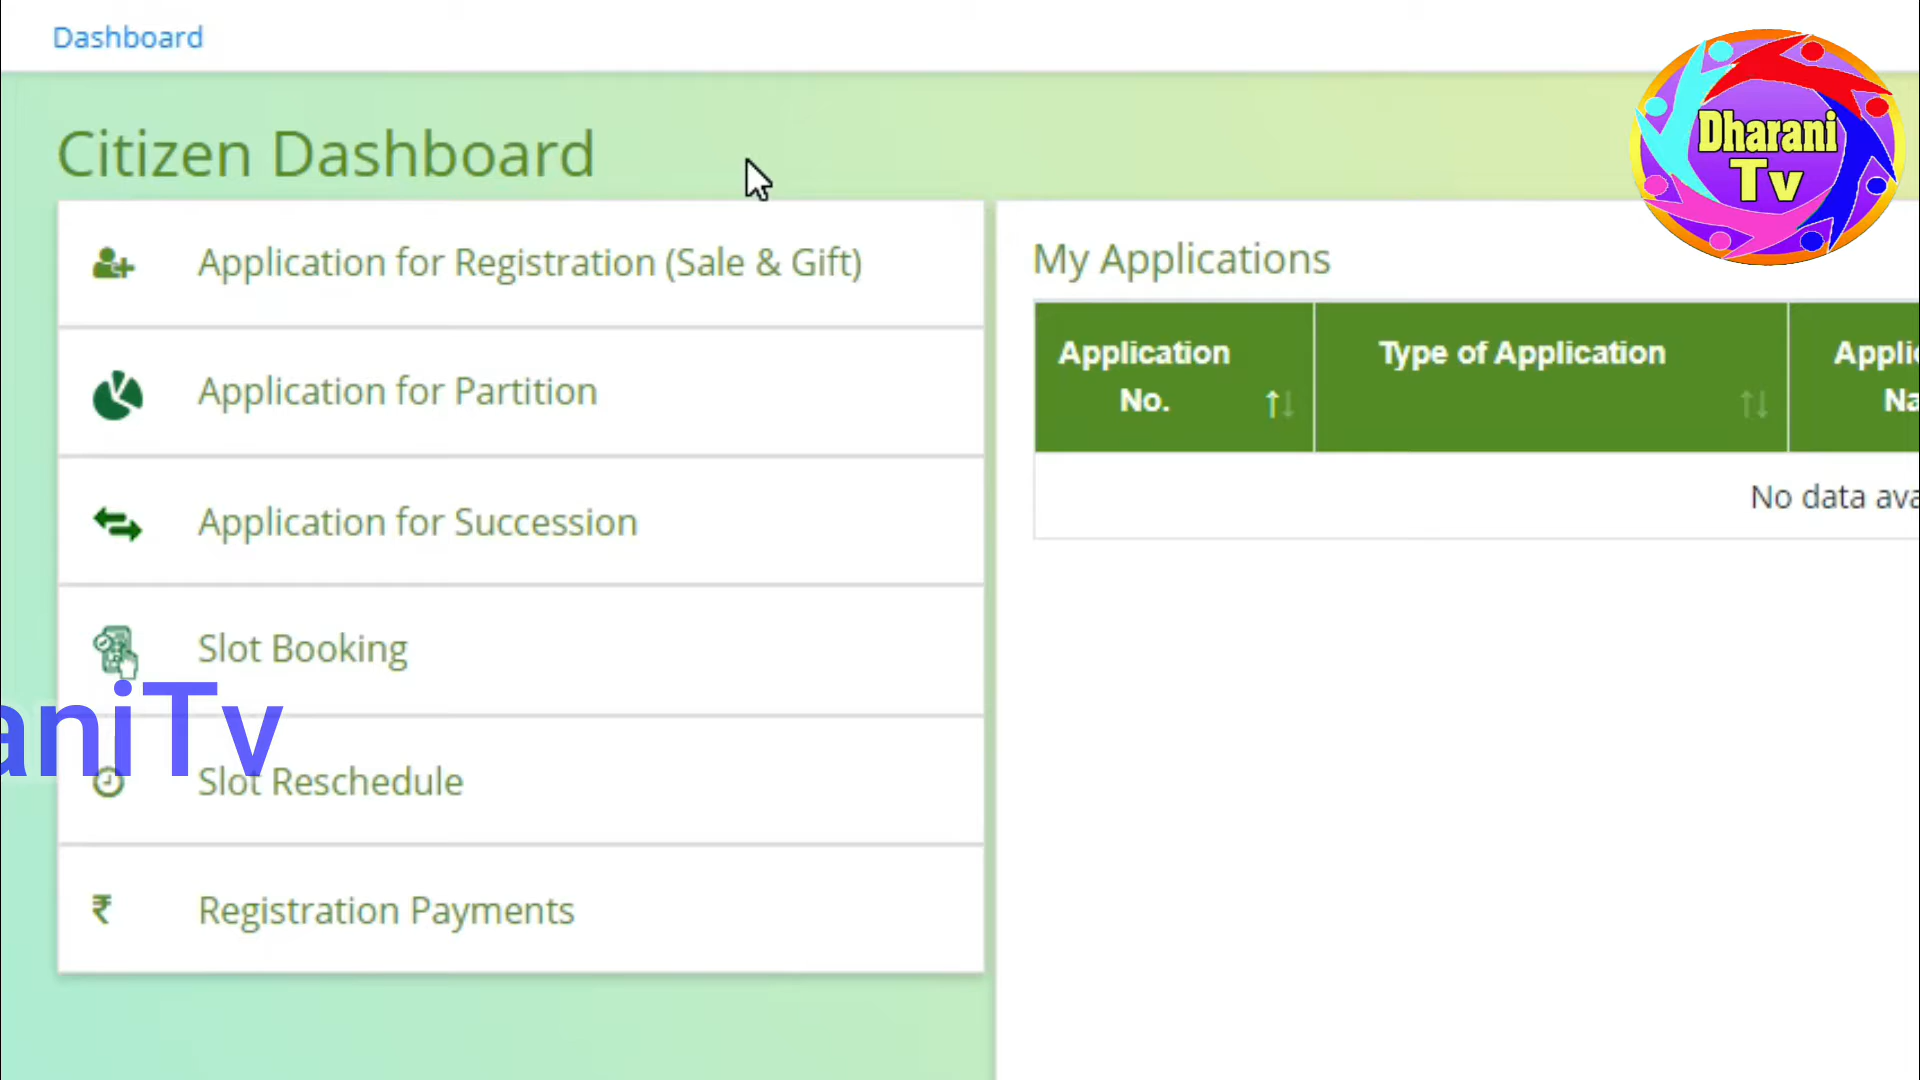 Dashboard
Citizen Dashboard
Dharani
Tv
Application for Registration (Sale & Gift)
Application for Partition
Application for Succession
Slot Booking
Slot Reschedule
₹ Registration Payments
aniTv
My Applications
Application No.
Type of Application
No data